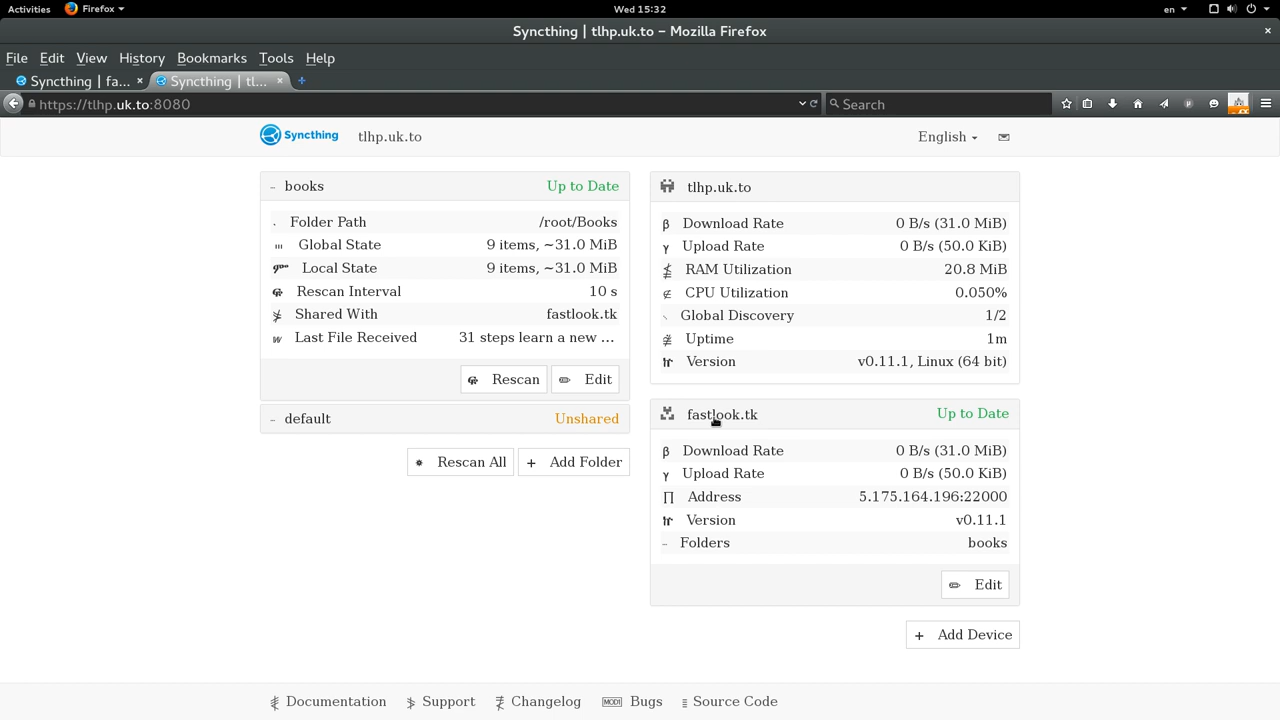 Activities Firefox Wed 15:32 en
Syncthing | tlhp.uk.to – Mozilla Firefox ×
File Edit View History Bookmarks Tools Help
Syncthing | fa... × Syncthing | tl... × +
https://tlhp.uk.to:8080 Search
Syncthing tlhp.uk.to English
books Up to Date
Folder Path /root/Books
Global State 9 items, ~31.0 MiB
Local State 9 items, ~31.0 MiB
Rescan Interval 10 s
Shared With fastlook.tk
Last File Received 31 steps learn a new ...
Rescan Edit
default Unshared
Rescan All + Add Folder
tlhp.uk.to
Download Rate 0 B/s (31.0 MiB)
Upload Rate 0 B/s (50.0 KiB)
RAM Utilization 20.8 MiB
CPU Utilization 0.050%
Global Discovery 1/2
Uptime 1m
Version v0.11.1, Linux (64 bit)
fastlook.tk Up to Date
Download Rate 0 B/s (31.0 MiB)
Upload Rate 0 B/s (50.0 KiB)
Address 5.175.164.196:22000
Version v0.11.1
Folders books
Edit
+ Add Device
Documentation Support Changelog Bugs Source Code